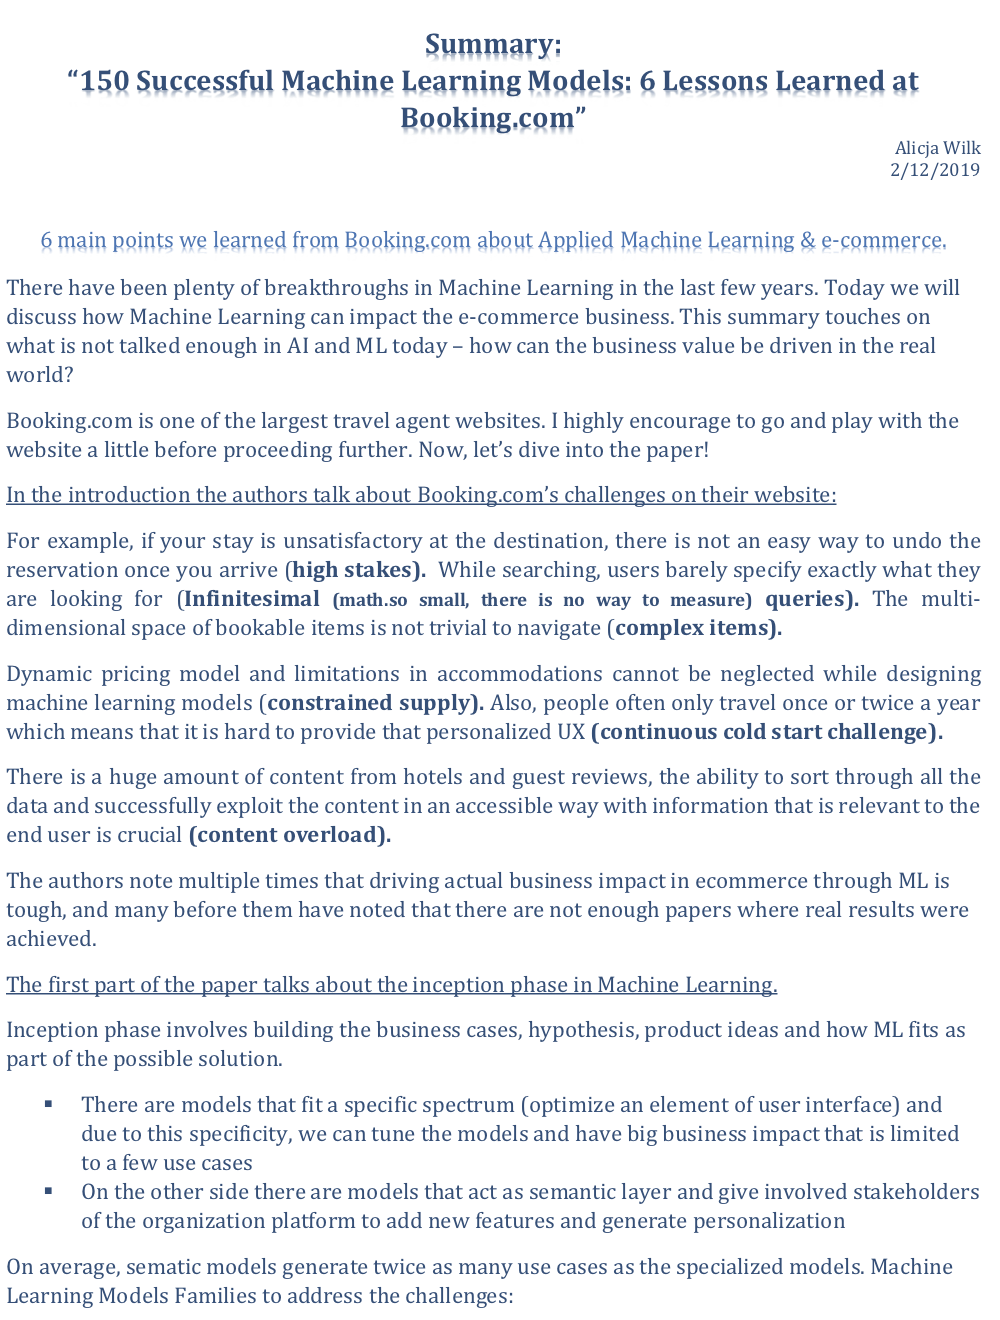 Summary:
“150 Successful Machine Learning Models: 6 Lessons Learned at
Booking.com”
Alicja Wilk
2/12/2019
6 main points we learned from Booking.com about Applied Machine Learning & e-commerce.
There have been plenty of breakthroughs in Machine Learning in the last few years. Today we will
discuss how Machine Learning can impact the e-commerce business. This summary touches on
what is not talked enough in AI and ML today – how can the business value be driven in the real
world?
Booking.com is one of the largest travel agent websites. I highly encourage to go and play with the
website a little before proceeding further. Now, let’s dive into the paper!
In the introduction the authors talk about Booking.com’s challenges on their website:
For example, if your stay is unsatisfactory at the destination, there is not an easy way to undo the
reservation once you arrive (high stakes). While searching, users barely specify exactly what they
are looking for (Infinitesimal (math.so small, there is no way to measure) queries). The multi-
dimensional space of bookable items is not trivial to navigate (complex items).
Dynamic pricing model and limitations in accommodations cannot be neglected while designing
machine learning models (constrained supply). Also, people often only travel once or twice a year
which means that it is hard to provide that personalized UX (continuous cold start challenge).
There is a huge amount of content from hotels and guest reviews, the ability to sort through all the
data and successfully exploit the content in an accessible way with information that is relevant to the
end user is crucial (content overload).
The authors note multiple times that driving actual business impact in ecommerce through ML is
tough, and many before them have noted that there are not enough papers where real results were
achieved.
The first part of the paper talks about the inception phase in Machine Learning.
Inception phase involves building the business cases, hypothesis, product ideas and how ML fits as
part of the possible solution.
▪ There are models that fit a specific spectrum (optimize an element of user interface) and
due to this specificity, we can tune the models and have big business impact that is limited
to a few use cases
▪ On the other side there are models that act as semantic layer and give involved stakeholders
of the organization platform to add new features and generate personalization
On average, sematic models generate twice as many use cases as the specialized models. Machine
Learning Models Families to address the challenges: